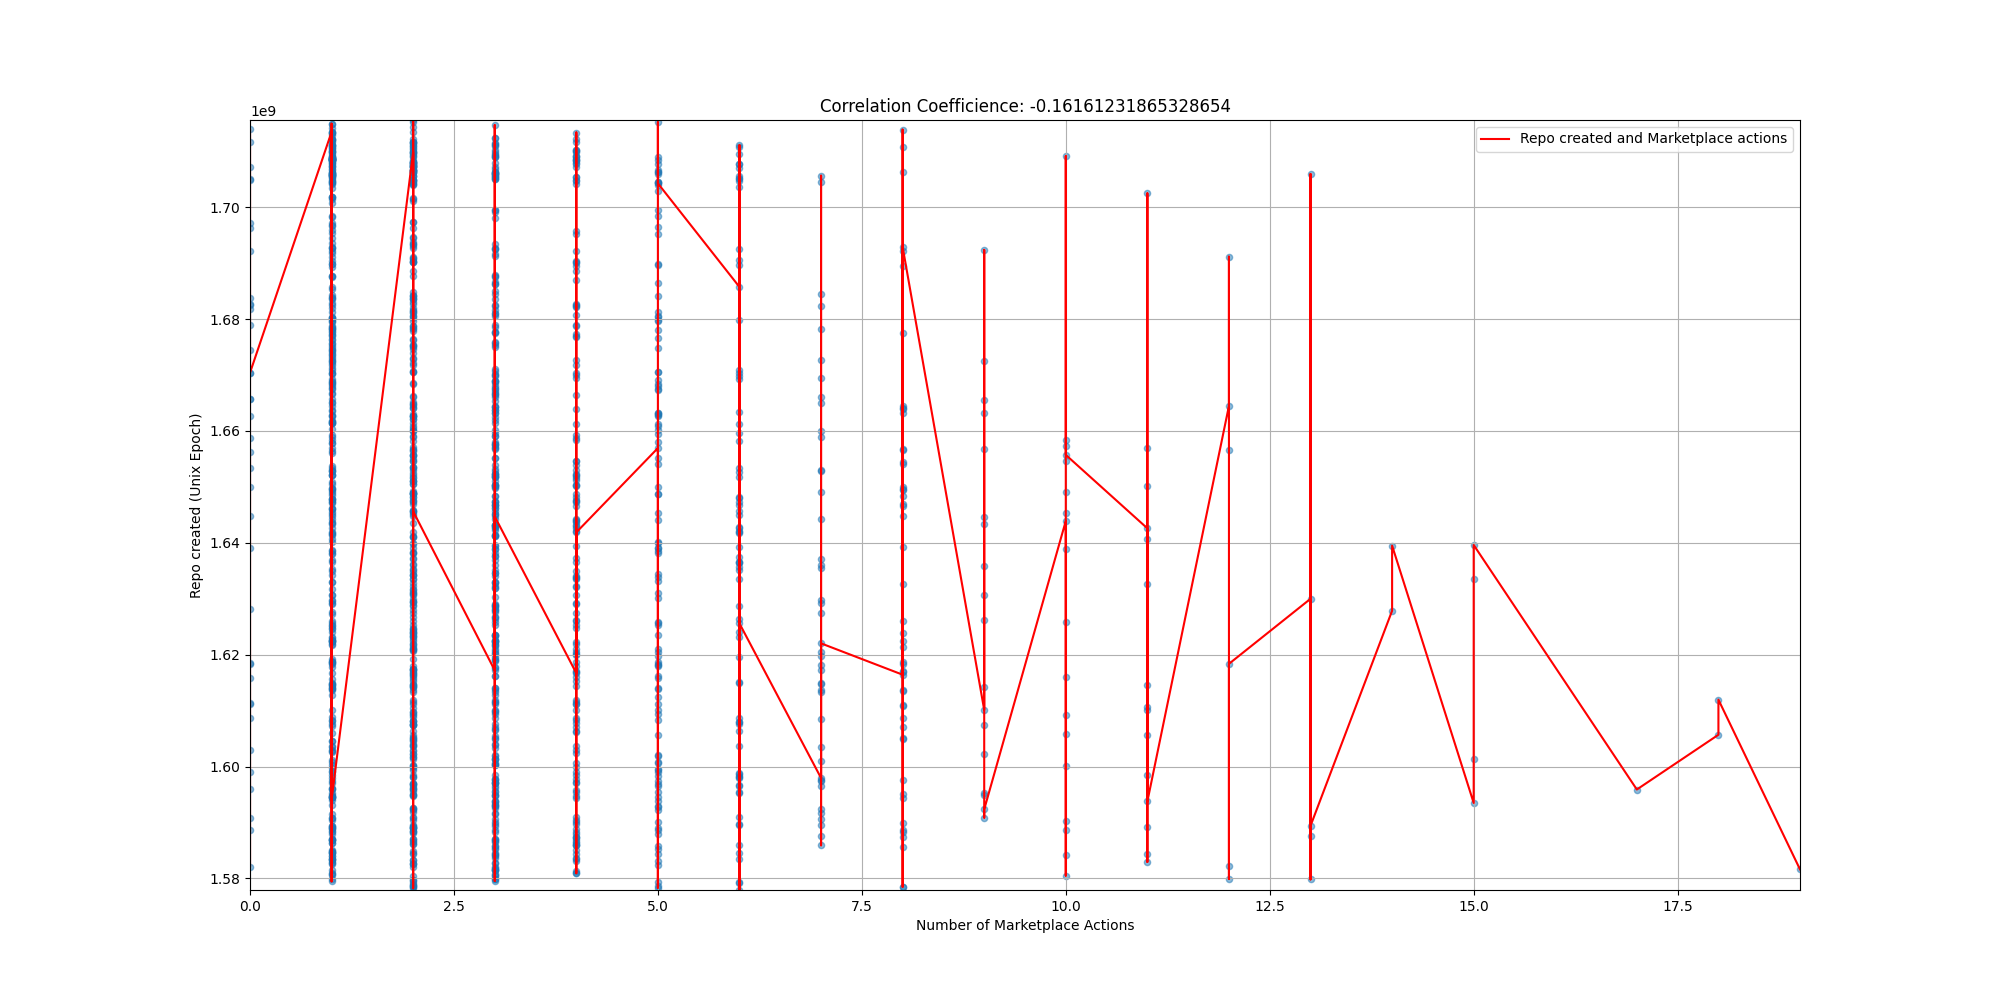 Correlation Coefficience: -0.16161231865328654
1e9
Repo created and Marketplace actions
1.70
1.68
1.66
1.64
1.62
1.60
1.58
Repo created (Unix Epoch)
0.0 2.5 5.0 7.5 10.0 12.5 15.0 17.5
Number of Marketplace Actions